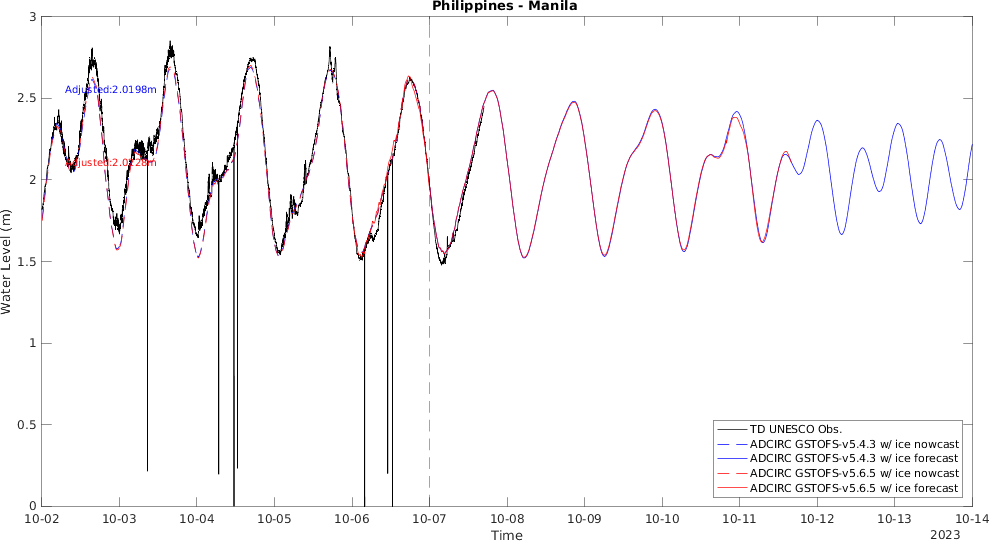 Philippines - Manila
3
2.5
2
1.5
1
0.5
0
Water Level (m)
Adjusted:2.0198m
Adjusted:2.0128m
TD UNESCO Obs.
ADCIRC GSTOFS-v5.4.3 w/ ice nowcast
ADCIRC GSTOFS-v5.4.3 w/ ice forecast
ADCIRC GSTOFS-v5.6.5 w/ ice nowcast
ADCIRC GSTOFS-v5.6.5 w/ ice forecast
10-02 10-03 10-04 10-05 10-06 10-07 10-08 10-09 10-10 10-11 10-12 10-13 10-14
Time
2023